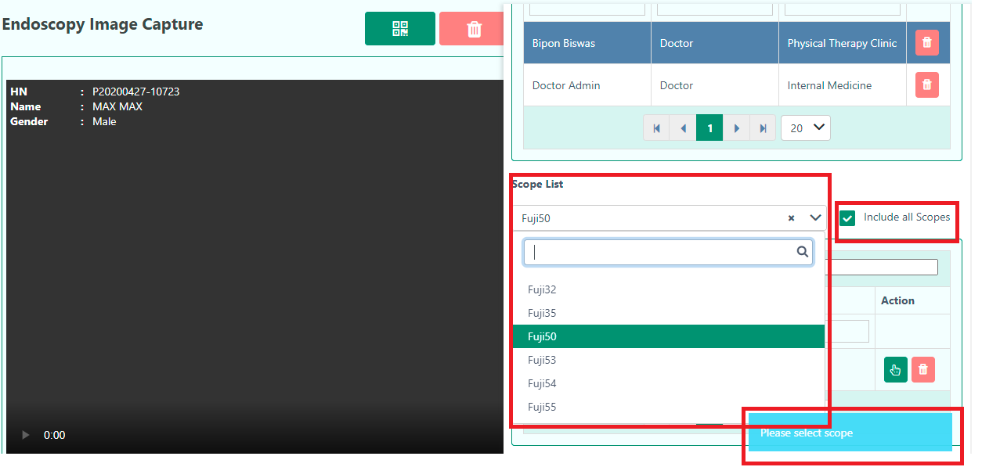 Endoscopy Image Capture
HN : P20200427-10723
Name : MAX MAX
Gender : Male
0:00
Bipon Biswas Doctor Physical Therapy Clinic
Doctor Admin Doctor Internal Medicine
1 20
Scope List
Fuji50
Include all Scopes
Fuji32
Fuji35
Fuji50
Fuji53
Fuji54
Fuji55
Action
Please select scope